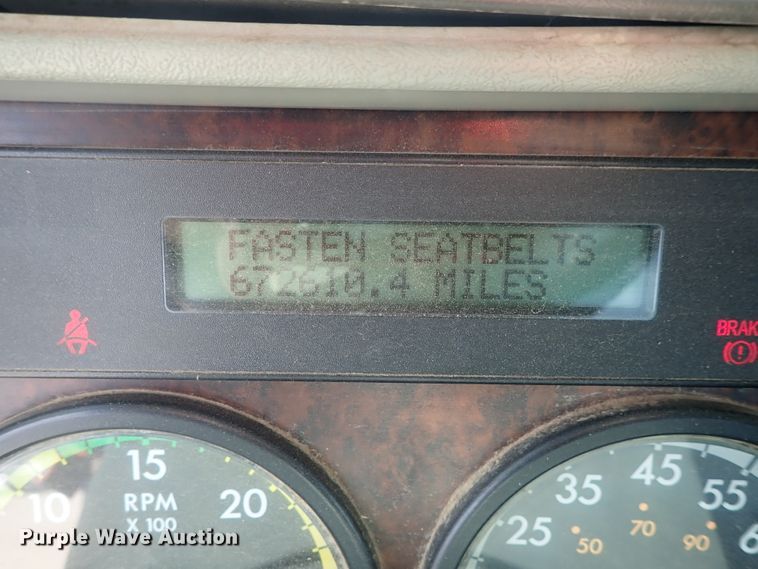 FASTEN SEATBELTS
672610.4 MILES
BRAK
10 15 20
RPM
X 100
25 35 45 55
50 70 90
Purple Wave Auction